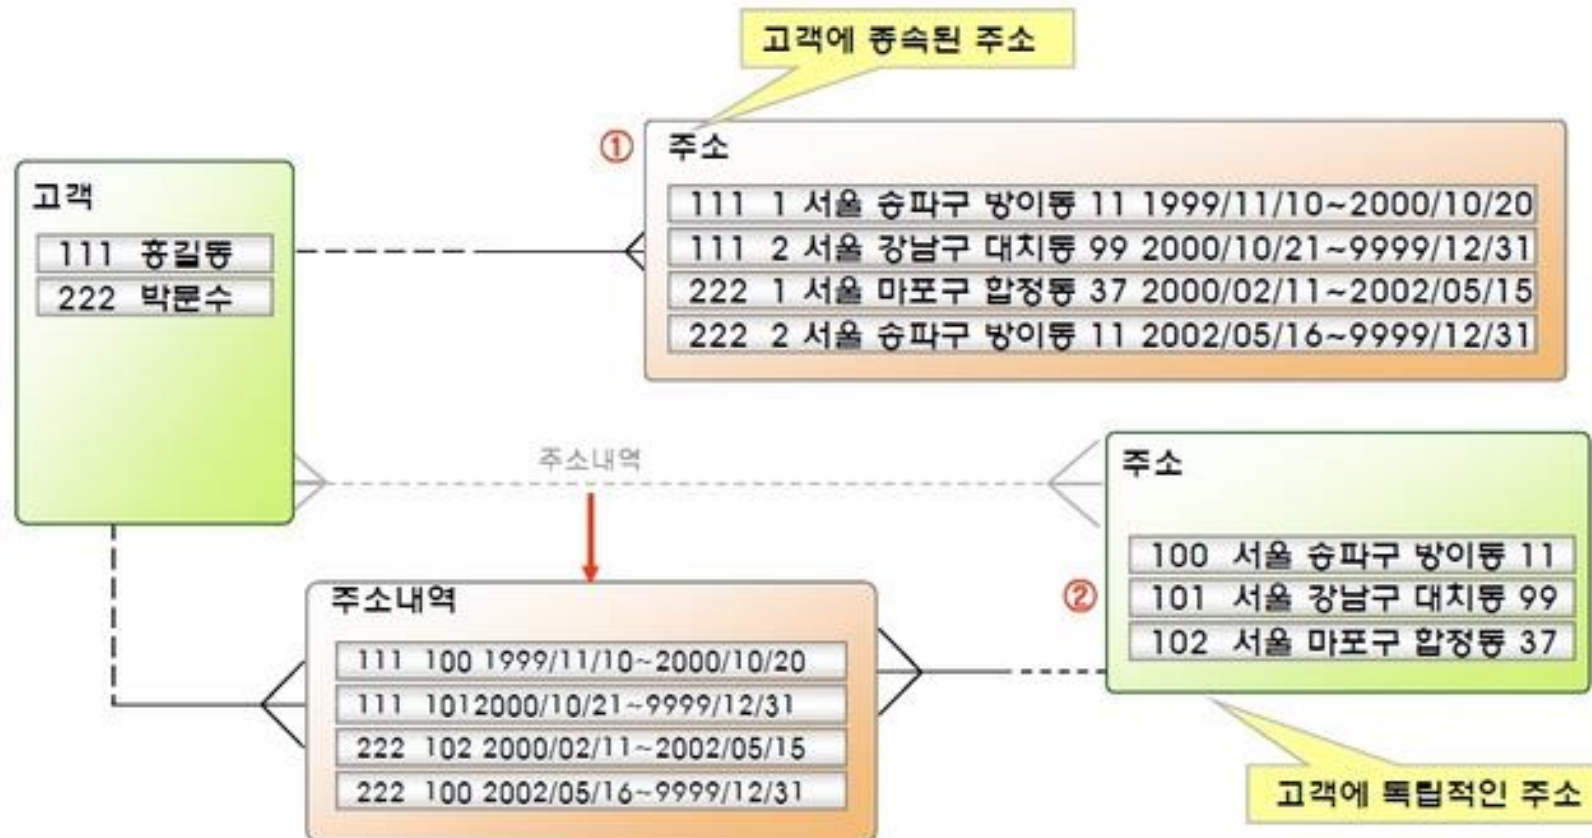 고객에 종속된 주소
①
주소
111 1 서울 송파구 방이동 11 1999/11/10~2000/10/20
111 2 서울 강남구 대치동 99 2000/10/21~9999/12/31
222 1 서울 마포구 합정동 37 2000/02/11~2002/05/15
222 2 서울 송파구 방이동 11 2002/05/16~9999/12/31
고객
111 홍길동
222 박문수
주소내역
주소
②
100 서울 송파구 방이동 11
101 서울 강남구 대치동 99
102 서울 마포구 합정동 37
주소내역
111 100 1999/11/10~2000/10/20
111 1012000/10/21~9999/12/31
222 102 2000/02/11~2002/05/15
222 100 2002/05/16~9999/12/31
고객에 독립적인 주소